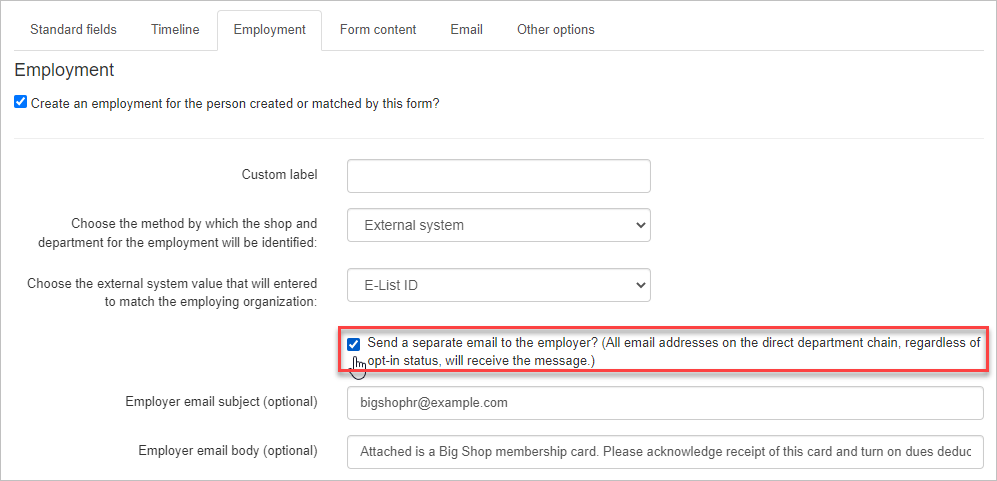 Standard fields Timeline Employment Form content Email Other options
Employment
Create an employment for the person created or matched by this form?
Custom label
Choose the method by which the shop and
department for the employment will be identified:
External system
Choose the external system value that will entered
to match the employing organization:
E-List ID
Send a separate email to the employer? (All email addresses on the direct department chain, regardless of
opt-in status, will receive the message.)
Employer email subject (optional) bigshophr@example.com
Employer email body (optional) Attached is a Big Shop membership card. Please acknowledge receipt of this card and turn on dues deduc